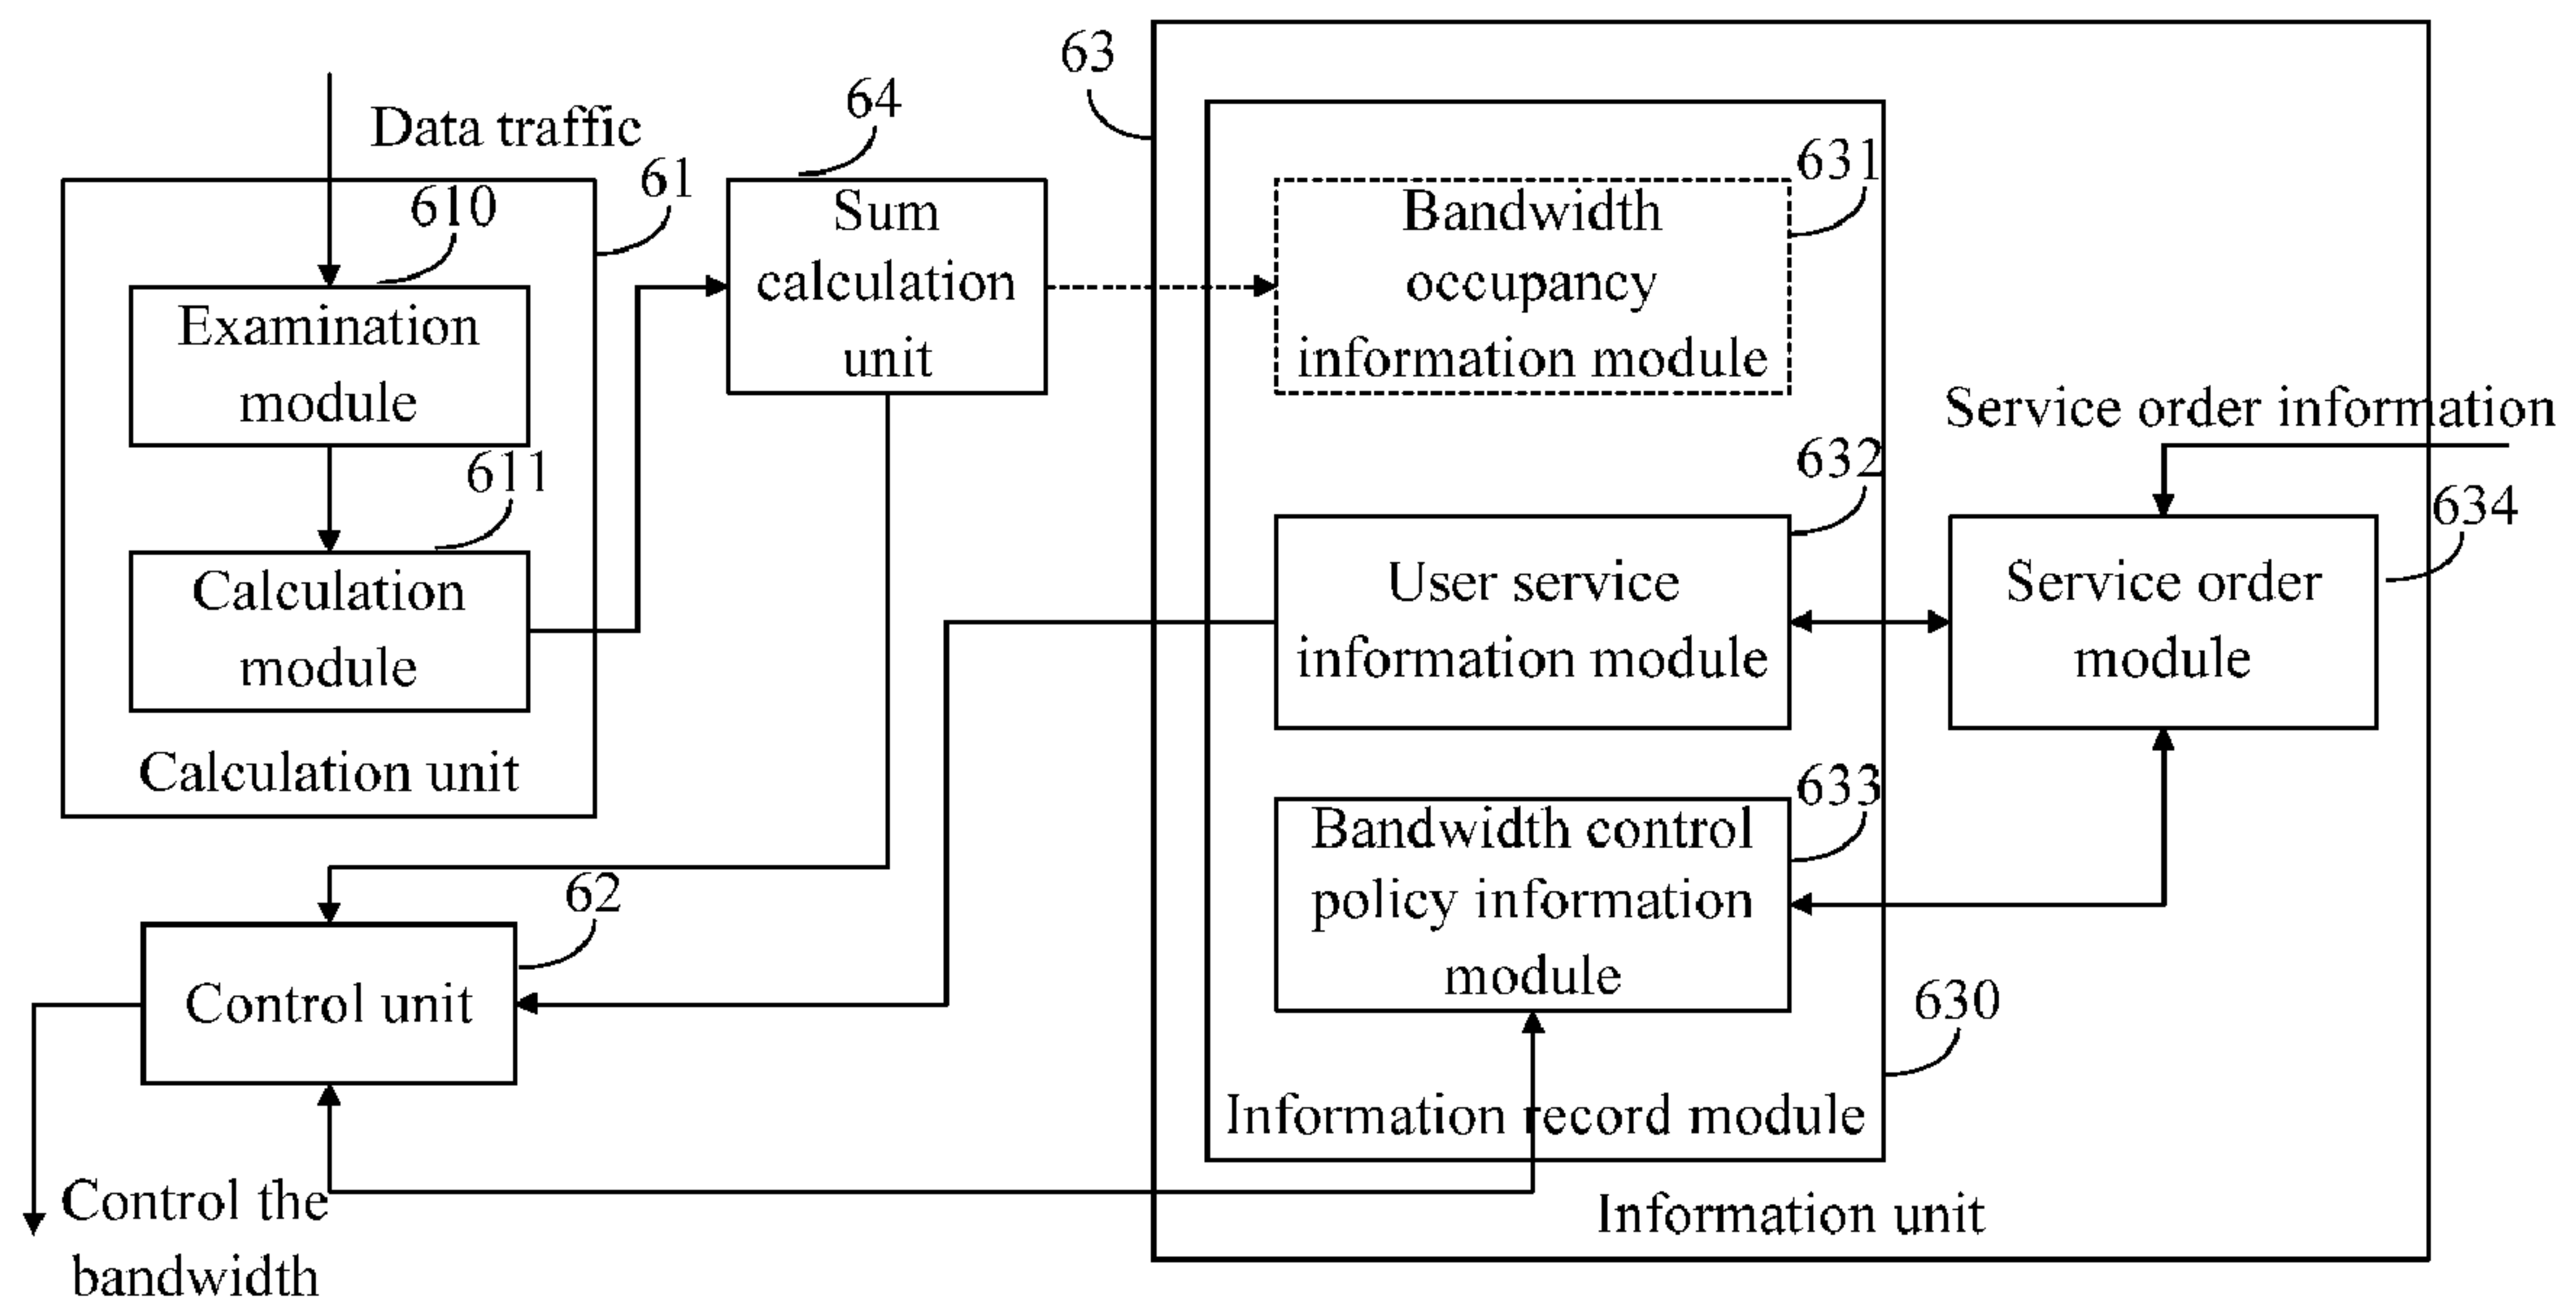 63
64
Data traffic
61
610
631
Sum
calculation
unit
Bandwidth
occupancy
information module
Examination
module
Service order information
611
632
634
Calculation
module
User service
information module
Service order
module
Calculation unit
633
Bandwidth control
policy information
module
62
Control unit
630
Information record module
Control the
bandwidth
Information unit